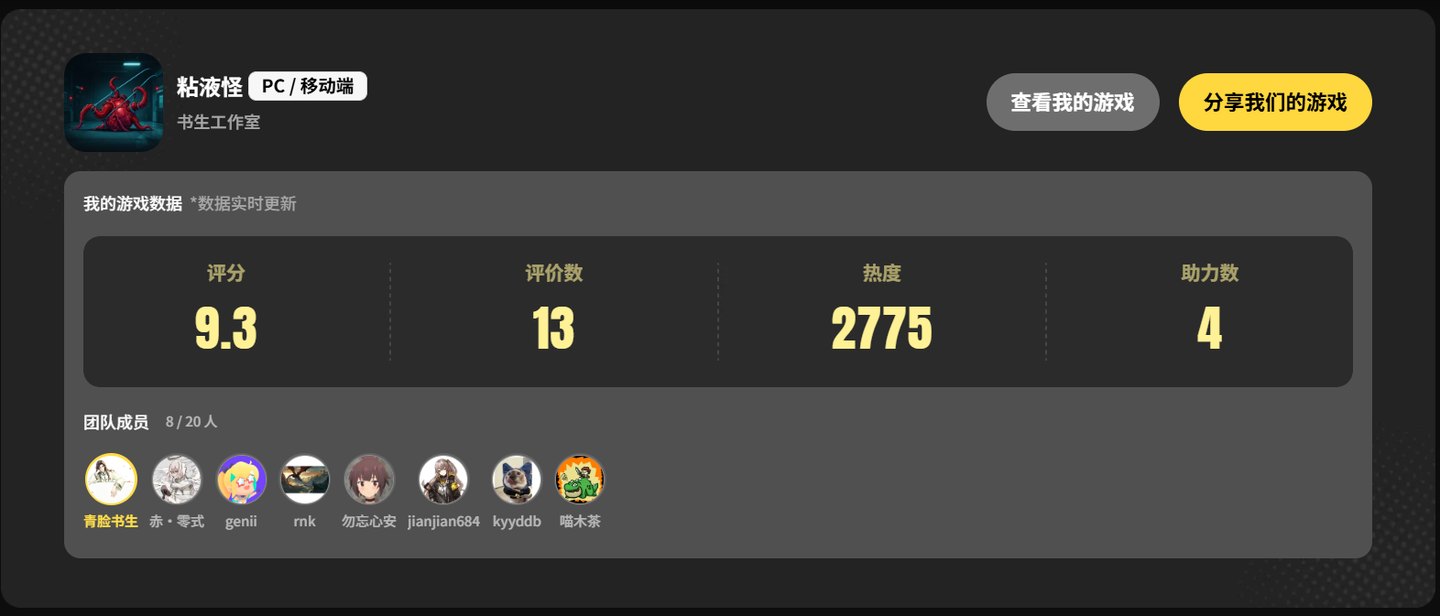 粘液怪 PC / 移动端
书生工作室
查看我的游戏
分享我们的游戏
我的游戏数据 *数据实时更新
评分 评价数 热度 助力数
9.3 13 2775 4
团队成员 8 / 20 人
青脸书生 赤·零式 genii rnk 勿忘心安 jianjian684 kyyddb 喵木茶